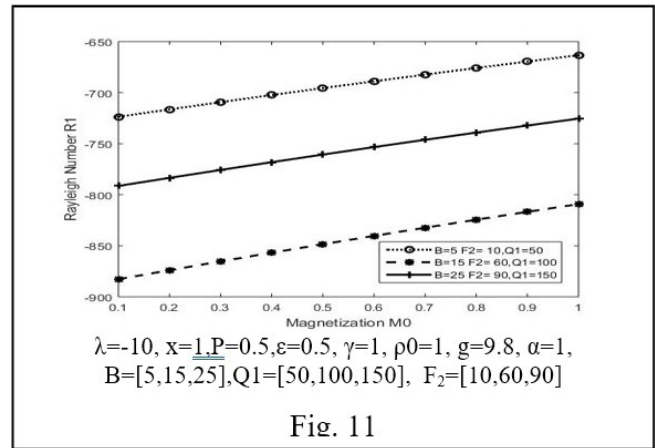 -650
-700
-750
-800
-850
-900
Rayleigh Number R1
B=5 F2= 10,Q1=50
B=15 F2= 60,Q1=100
B=25 F2= 90,Q1=150
0.1 0.2 0.3 0.4 0.5 0.6 0.7 0.8 0.9 1
Magnetization M0
λ=-10, x=1,P=0.5,ε=0.5, γ=1, ρ0=1, g=9.8, α=1,
B=[5,15,25],Q1=[50,100,150], F₂=[10,60,90]
Fig. 11